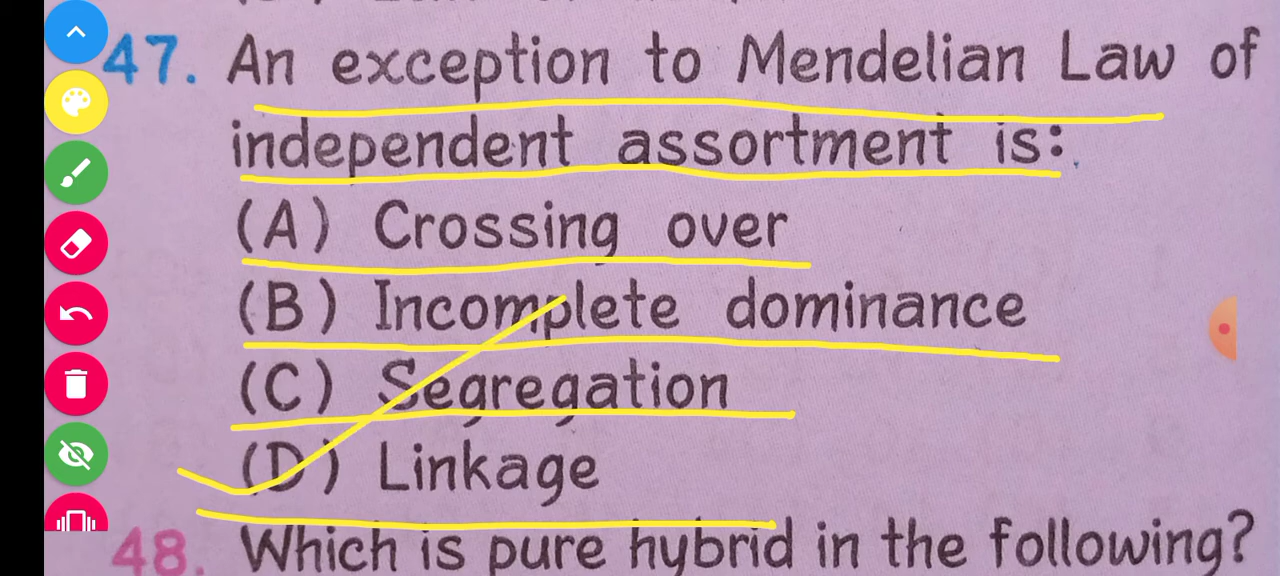 47. An exception to Mendelian Law of
independent assortment is:
(A) Crossing over
(B) Incomplete dominance
(C) Segregation
(D) Linkage
48. Which is pure hybrid in the following?